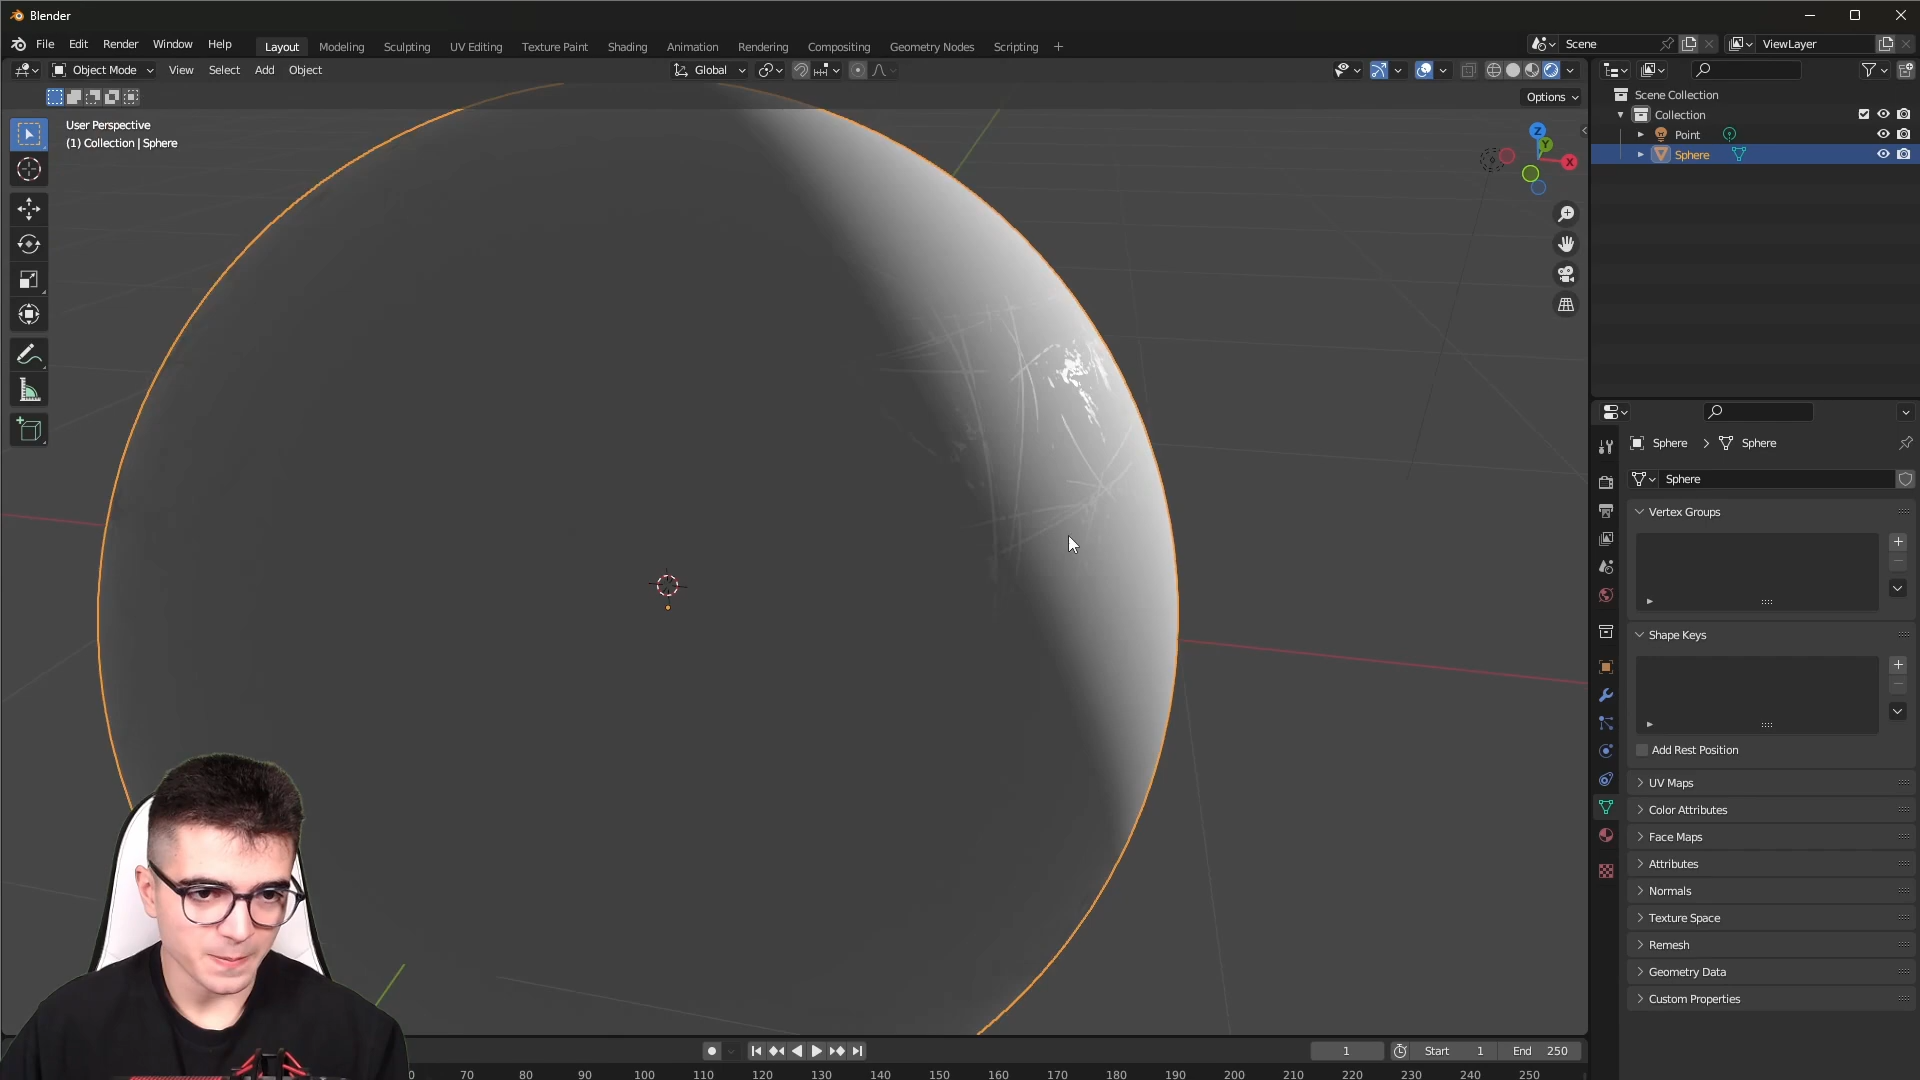 Blender
File Edit Render Window Help
Layout Modeling Sculpting UV Editing Texture Paint Shading Animation Rendering Compositing Geometry Nodes Scripting +
Scene
ViewLayer
Object Mode View Select Add Object
Global
Options
User Perspective
(1) Collection | Sphere
Z
Y
X
Scene Collection
Collection
Point
Sphere
Sphere > Sphere
Sphere
Vertex Groups
Shape Keys
Add Rest Position
UV Maps
Color Attributes
Face Maps
Attributes
Normals
Texture Space
Remesh
Geometry Data
Custom Properties
1
Start 1
End 250
0 70 80 90 100 110 120 130 140 150 160 170 180 190 200 210 220 230 240 250